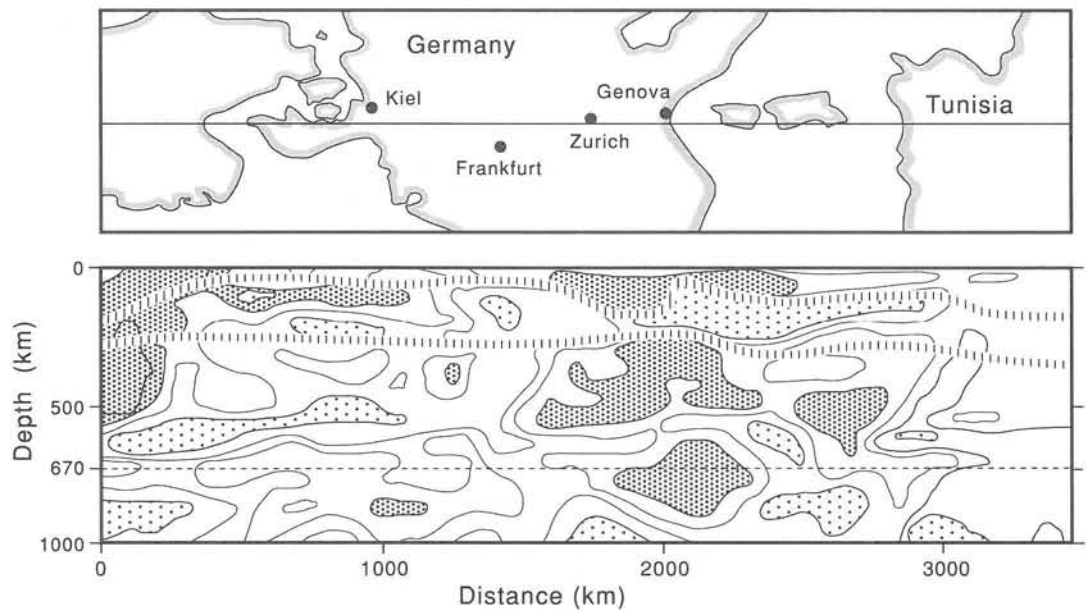 Germany
Kiel
Genova
Tunisia
Zurich
Frankfurt
0
500
670
1000
Depth (km)
0
1000
2000
3000
Distance (km)